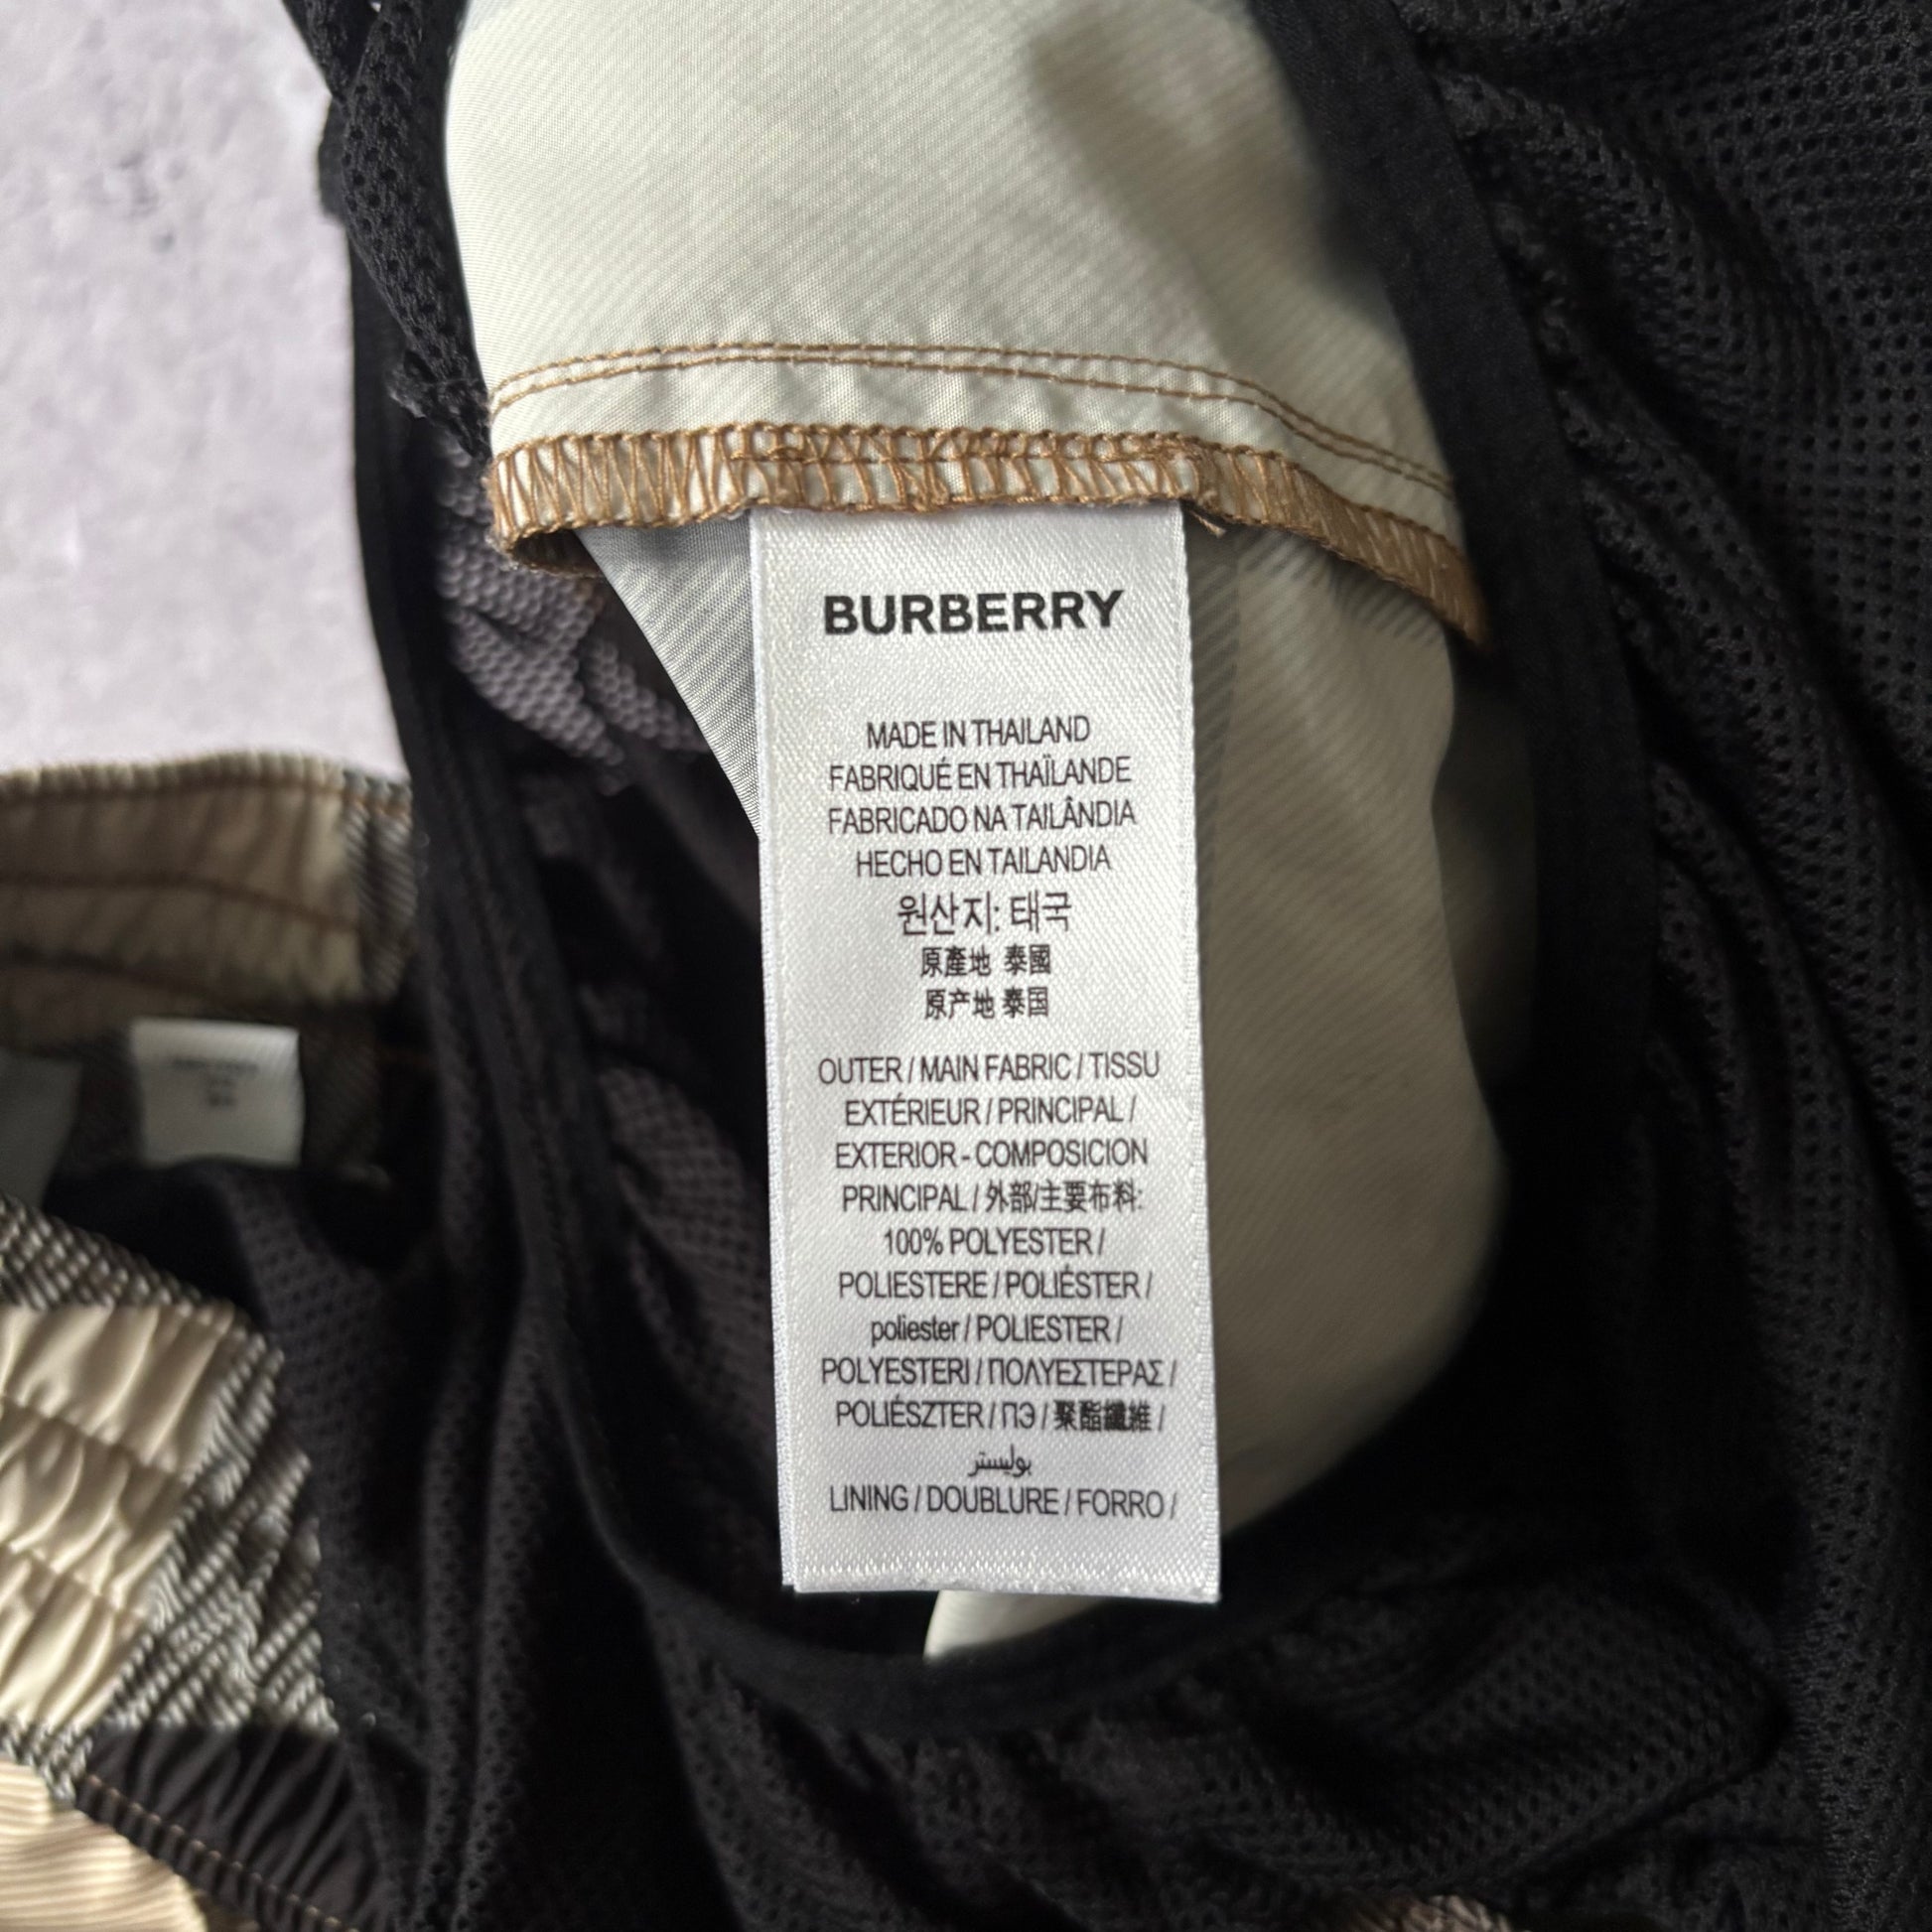 BURBERRY
MADE IN THAILAND
FABRIQUÉ EN THAÏLANDE
FABRICADO NA TAILÂNDIA
HECHO EN TAILANDIA
원산지: 태국
原產地 泰國
原产地 泰国
OUTER / MAIN FABRIC / TISSU
EXTÉRIEUR / PRINCIPAL /
EXTERIOR - COMPOSICION
PRINCIPAL / 外部/主要布料:
100% POLYESTER /
POLIESTERE / POLIÉSTER /
poliester / POLIESTER /
POLYESTERI / ΠΟΛΥΕΣΤΕΡΑΣ /
POLIÉSZTER / ПЭ / 聚酯纖維 /
بوليستر
LINING / DOUBLURE / FORRO /